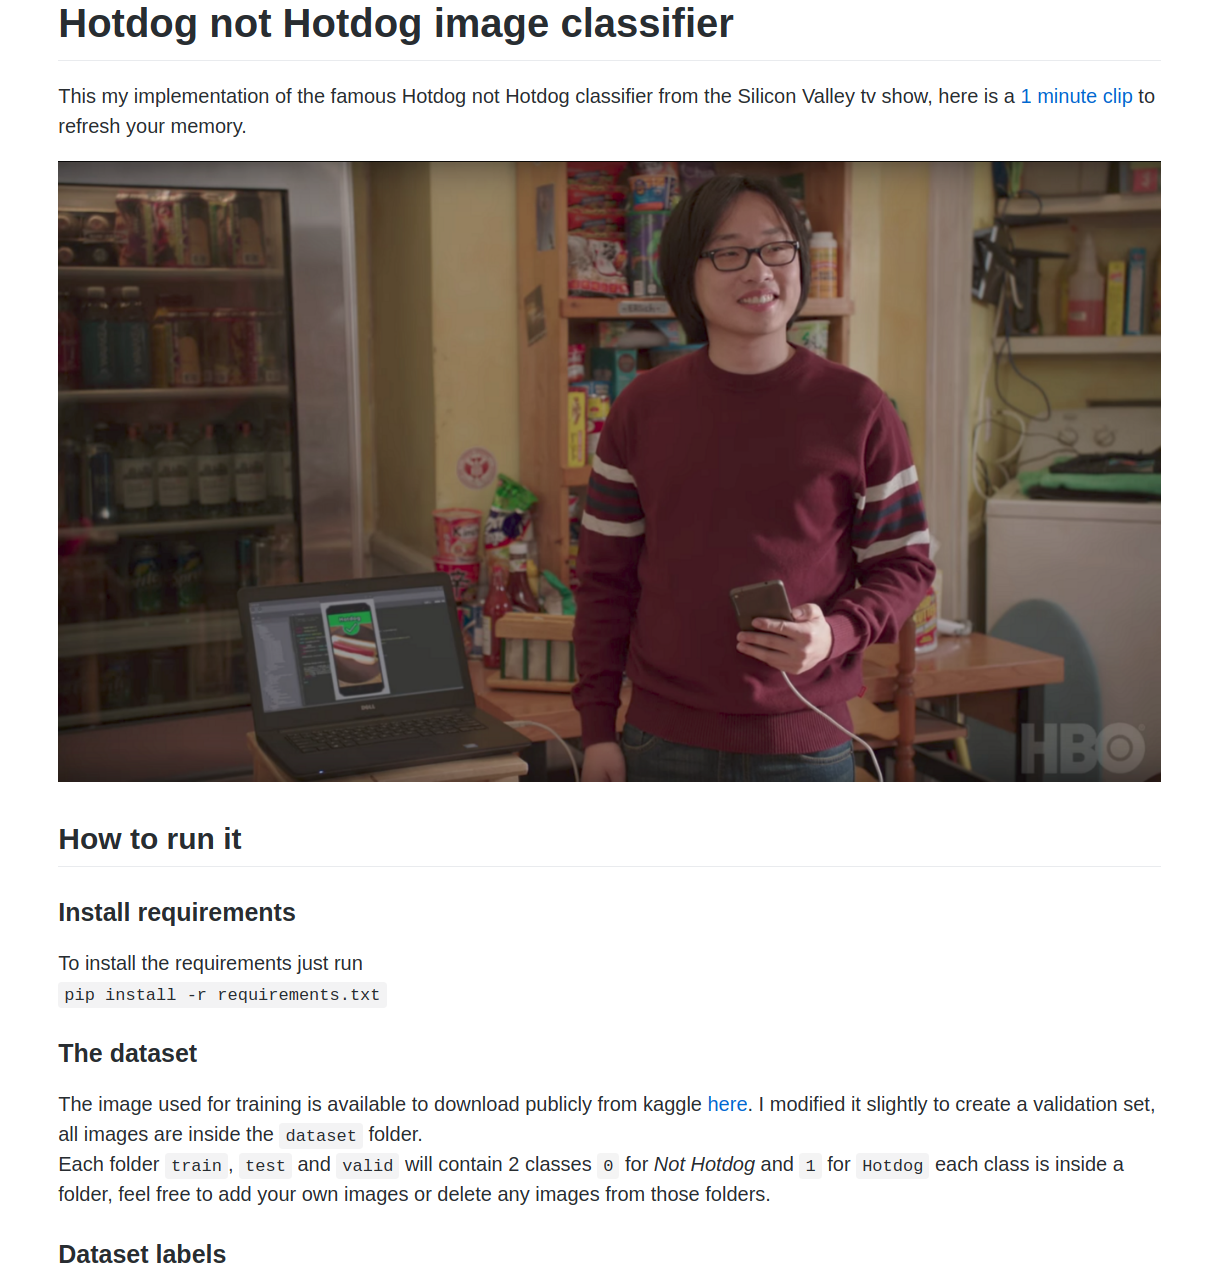 Hotdog not Hotdog image classifier
This my implementation of the famous Hotdog not Hotdog classifier from the Silicon Valley tv show, here is a 1 minute clip to
refresh your memory.
DELL
HBO
How to run it
Install requirements
To install the requirements just run
pip install -r requirements.txt
The dataset
The image used for training is available to download publicly from kaggle here. I modified it slightly to create a validation set,
all images are inside the dataset folder.
Each folder train, test and valid will contain 2 classes 0 for Not Hotdog and 1 for Hotdog each class is inside a
folder, feel free to add your own images or delete any images from those folders.
Dataset labels